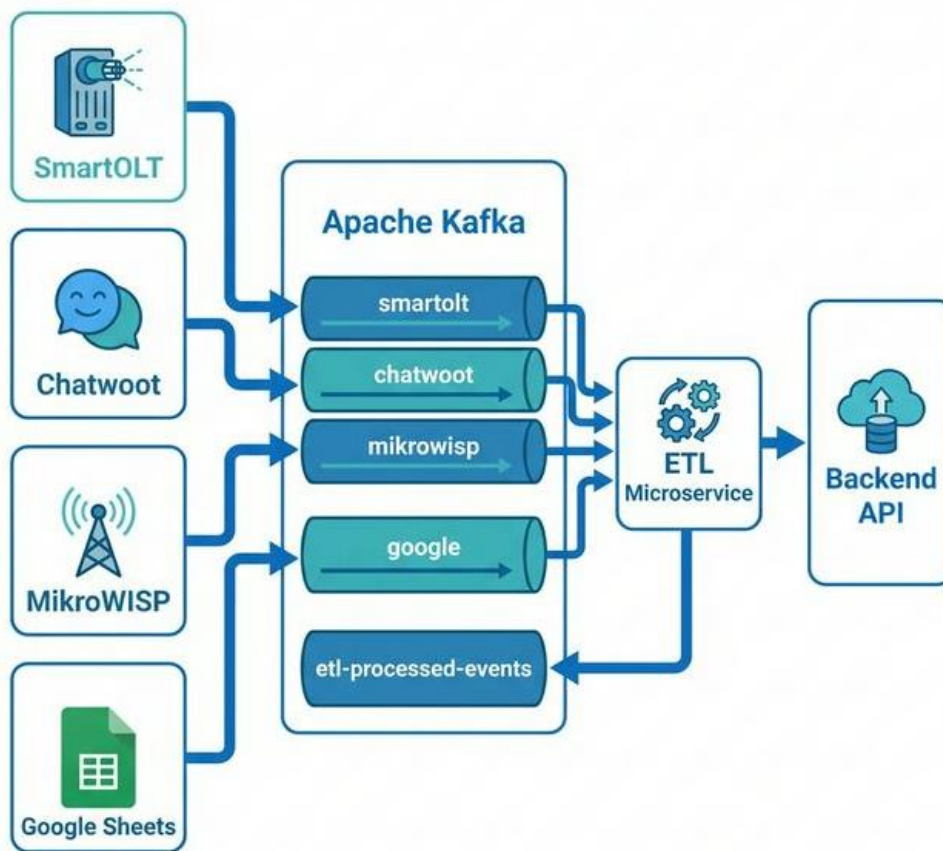 SmartOLT
Chatwoot
MikroWISP
Google Sheets
Apache Kafka
smartolt
chatwoot
mikrowisp
google
etl-processed-events
ETL
Microservice
Backend
API